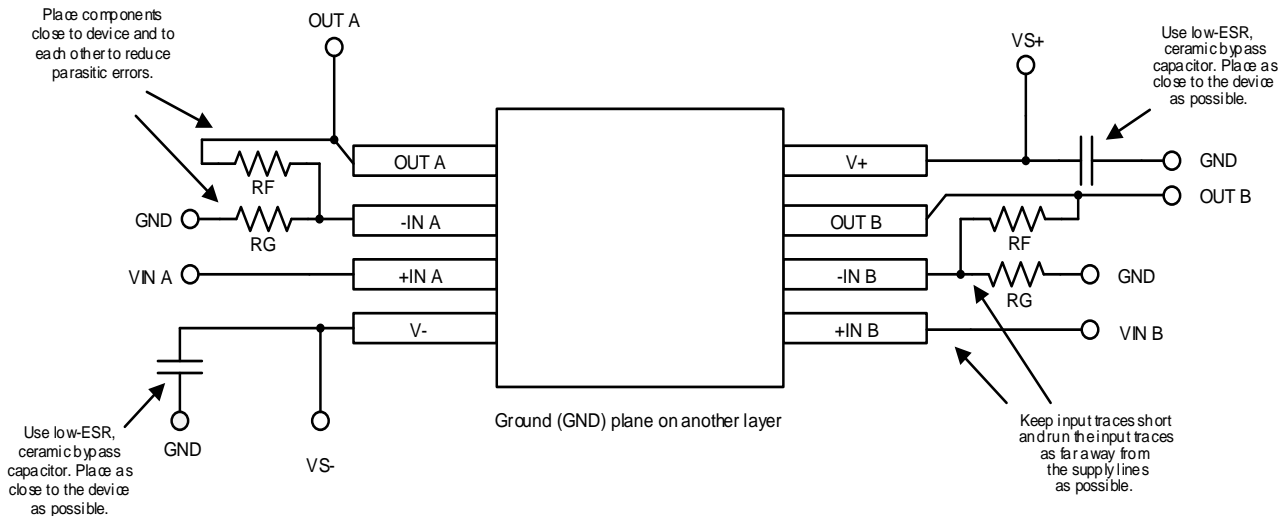 Place components
close to device and to
each other to reduce
parasitic errors.
OUT A
VS+
Use low-ESR,
ceramic bypass
capacitor. Place as
close to the device
as possible.
OUT A
V+
GND
RF
OUT B
GND
-IN A
OUT B
RG
RF
VIN A
+IN A
-IN B
GND
RG
V-
+IN B
VIN B
Ground (GND) plane on another layer
Use low-ESR,
ceramic bypass
capacitor. Place as
close to the device
as possible.
GND
VS-
Keep input traces short
and run the input traces
as far away from
the supply lines
as possible.